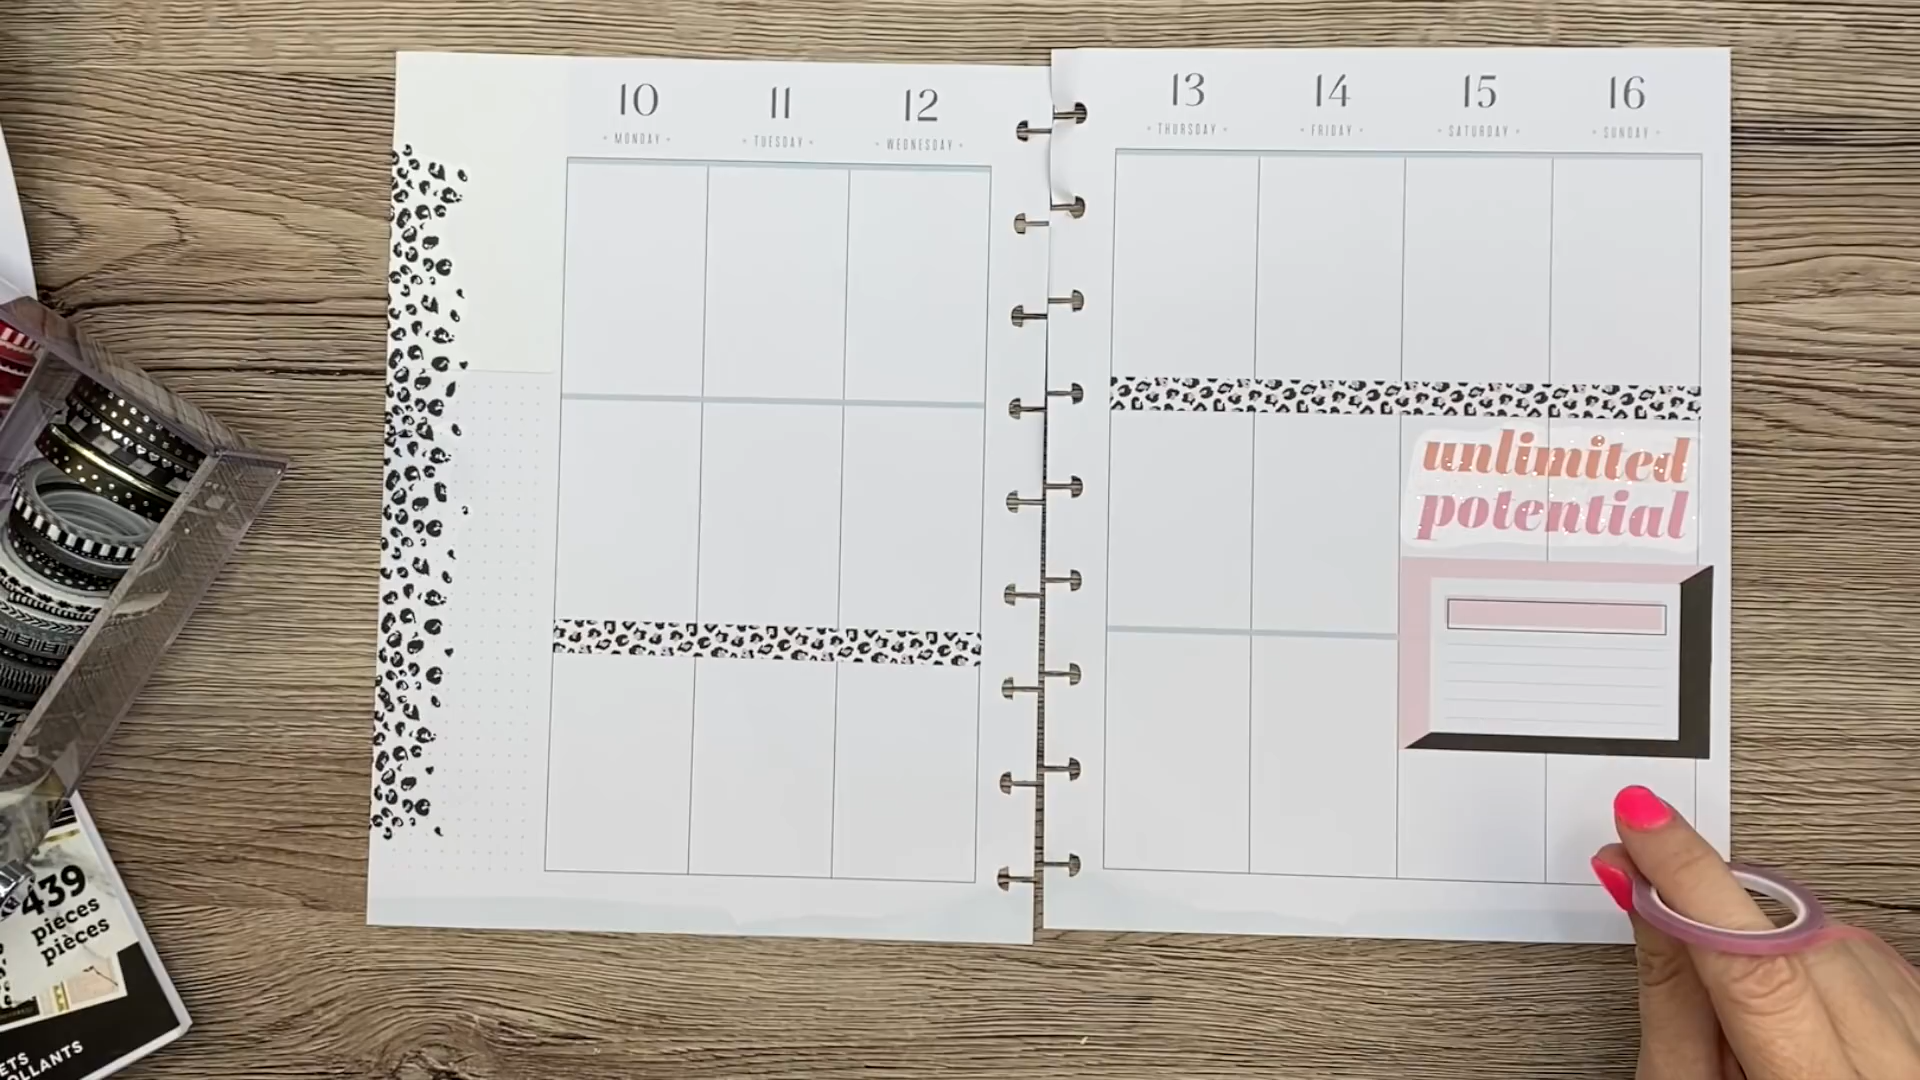 10 11 12
MONDAY TUESDAY WEDNESDAY
13 14 15 16
THURSDAY FRIDAY SATURDAY SUNDAY
unlimited
potential
439
pieces
pièces